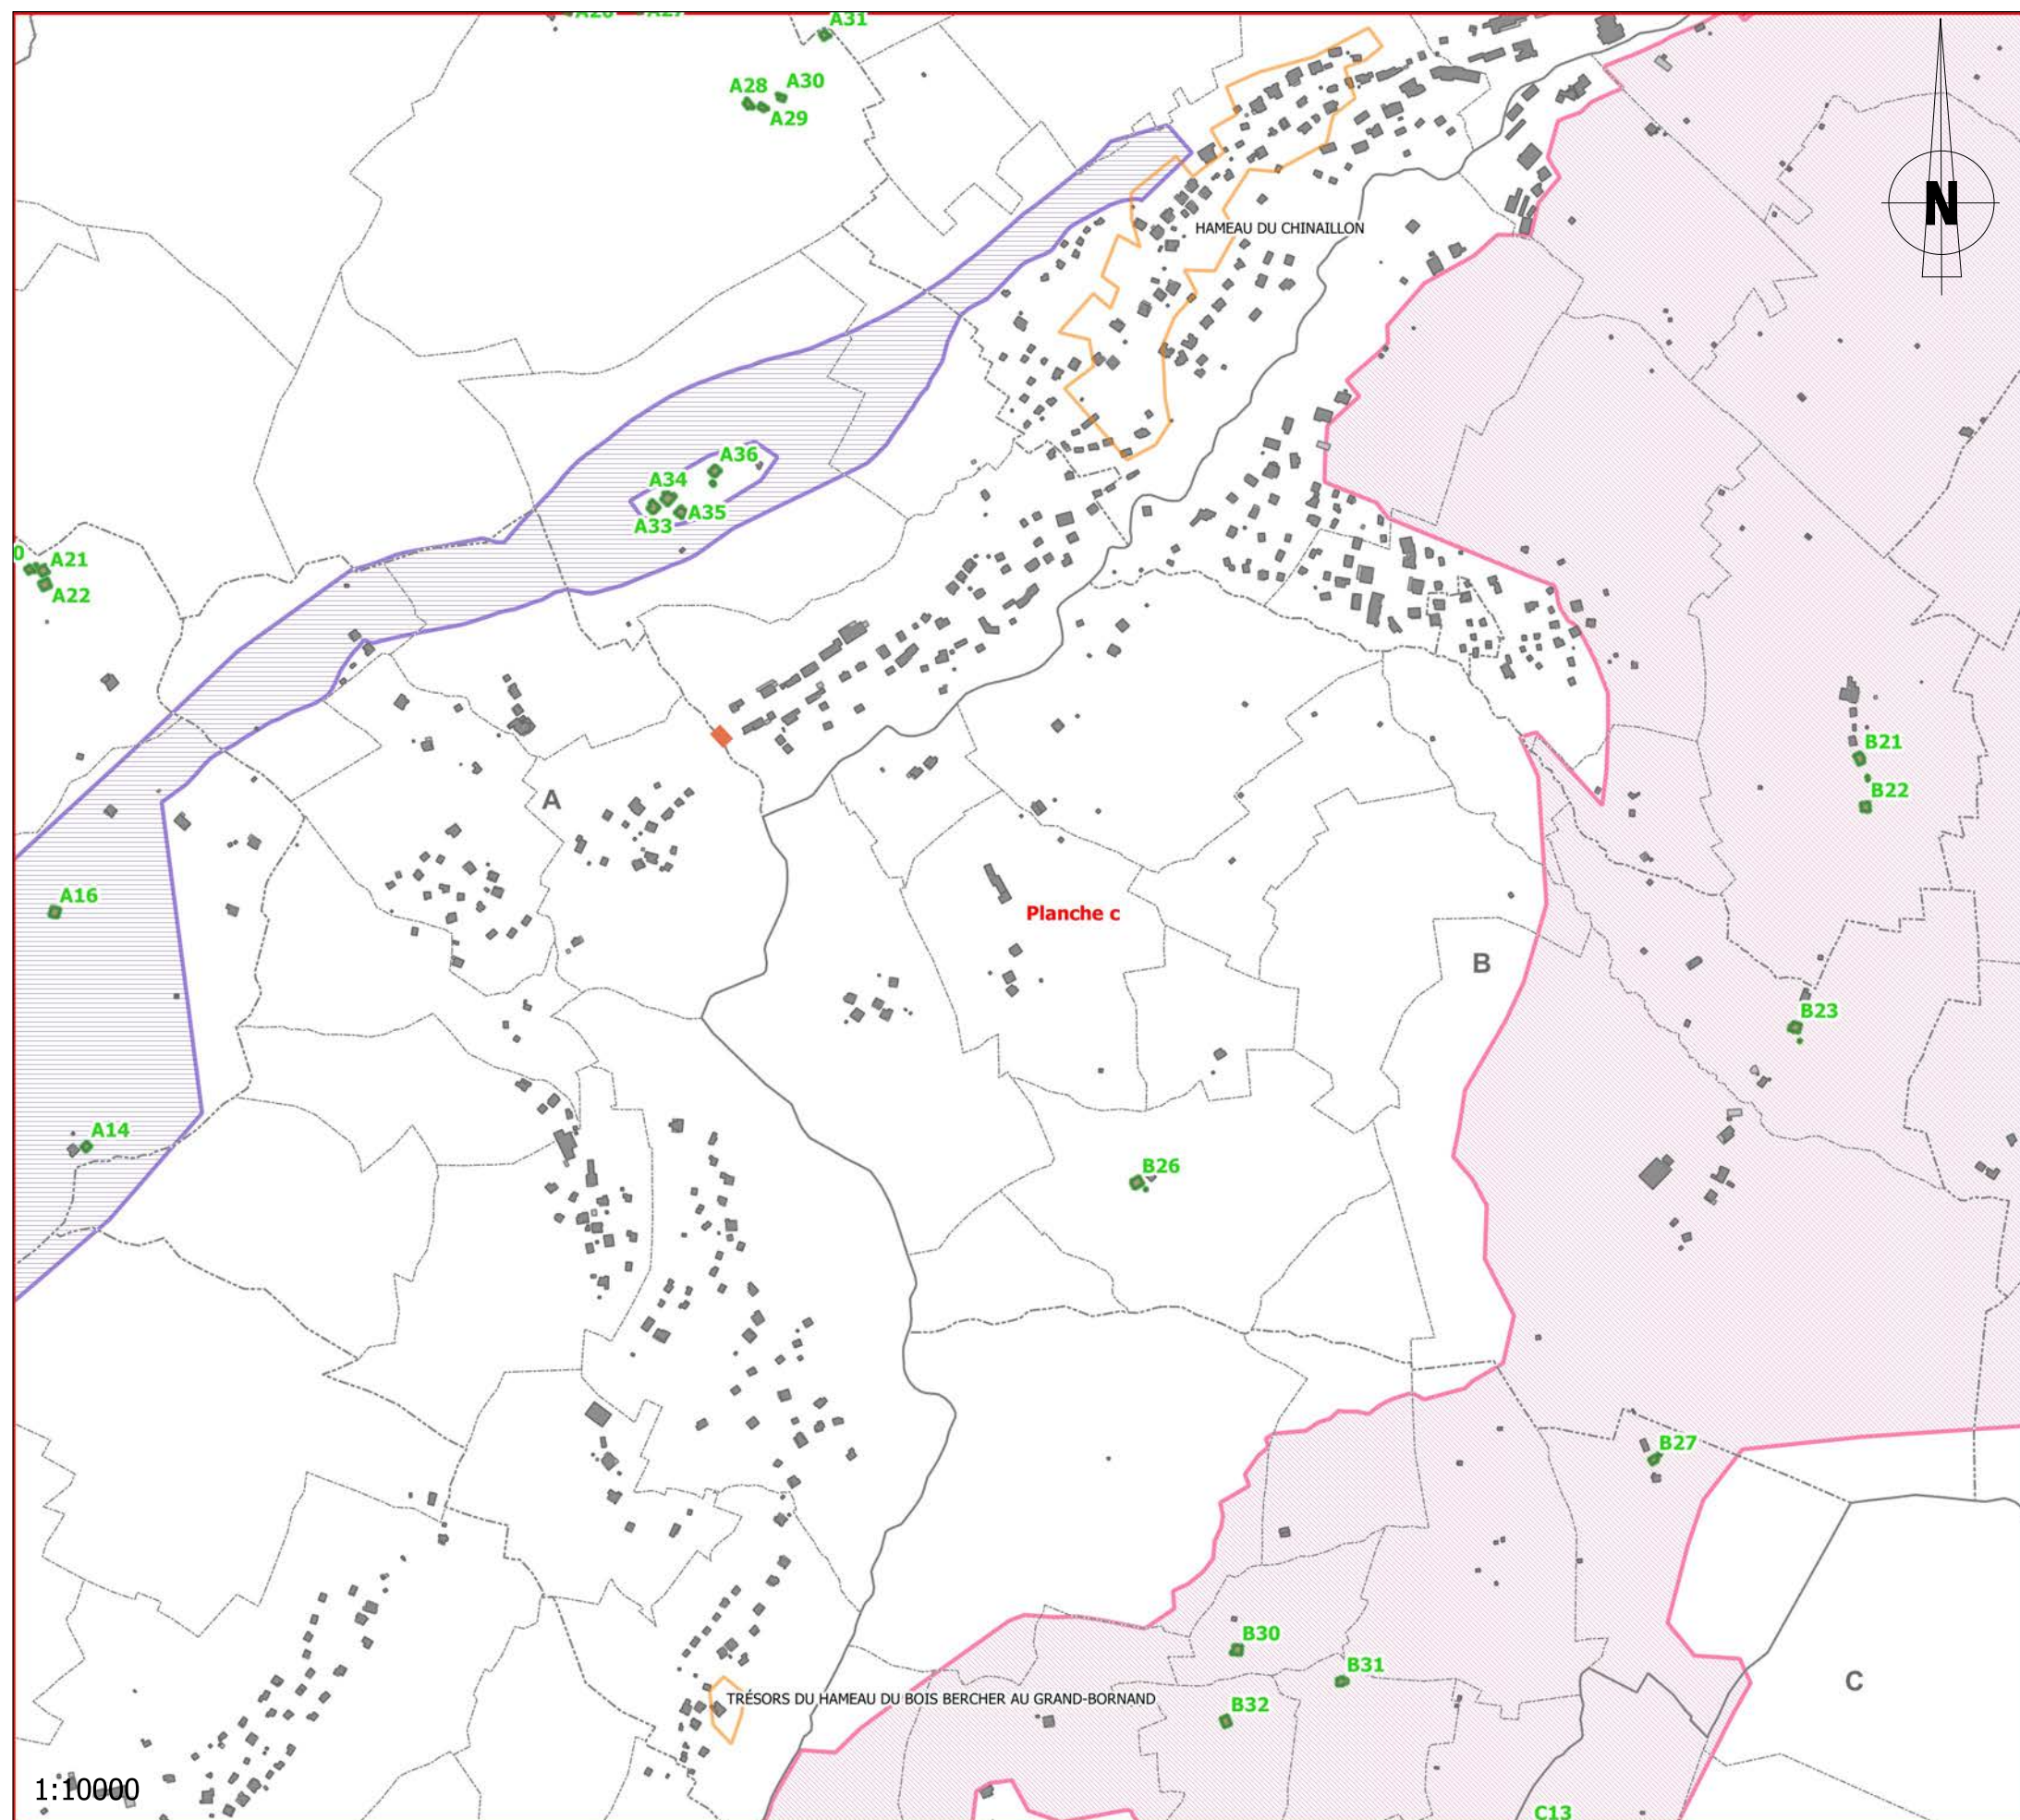 A31
A28
A30
A29
N
HAMEAU DU CHINAILLON
A36
A34
A35
A33
A21
A22
B21
B22
A
A16
Planche c
B
B23
A14
B26
B27
B30
B31
C
TRÉSORS DU HAMEAU DU BOIS BERCHER AU GRAND-BORNAND
B32
1:10000
C13